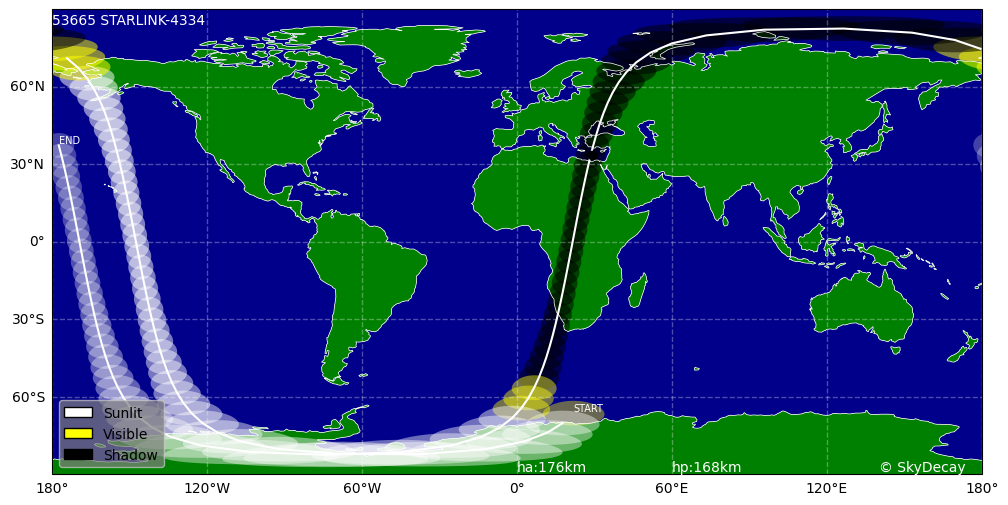 53665 STARLINK-4334
60°N
30°N
0°
30°S
60°S
END
START
Sunlit
Visible
Shadow
ha:176km
hp:168km
© SkyDecay
180°
120°W
60°W
0°
60°E
120°E
180°